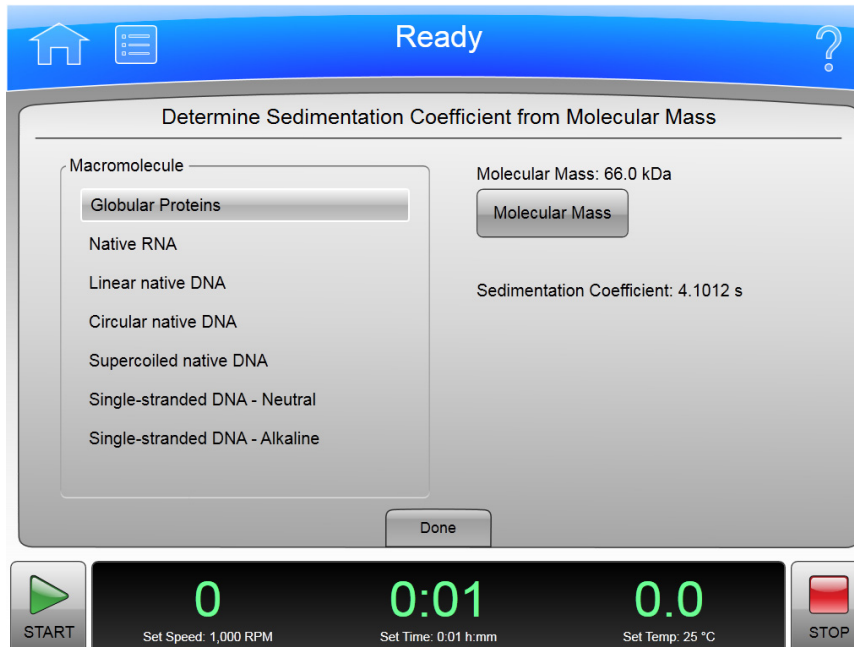 Ready
?
Determine Sedimentation Coefficient from Molecular Mass
Macromolecule
Globular Proteins
Native RNA
Linear native DNA
Circular native DNA
Supercoiled native DNA
Single-stranded DNA - Neutral
Single-stranded DNA - Alkaline
Molecular Mass: 66.0 kDa
Molecular Mass
Sedimentation Coefficient: 4.1012 s
Done
START
0
Set Speed: 1,000 RPM
0:01
Set Time: 0:01 h:mm
0.0
Set Temp: 25 °C
STOP